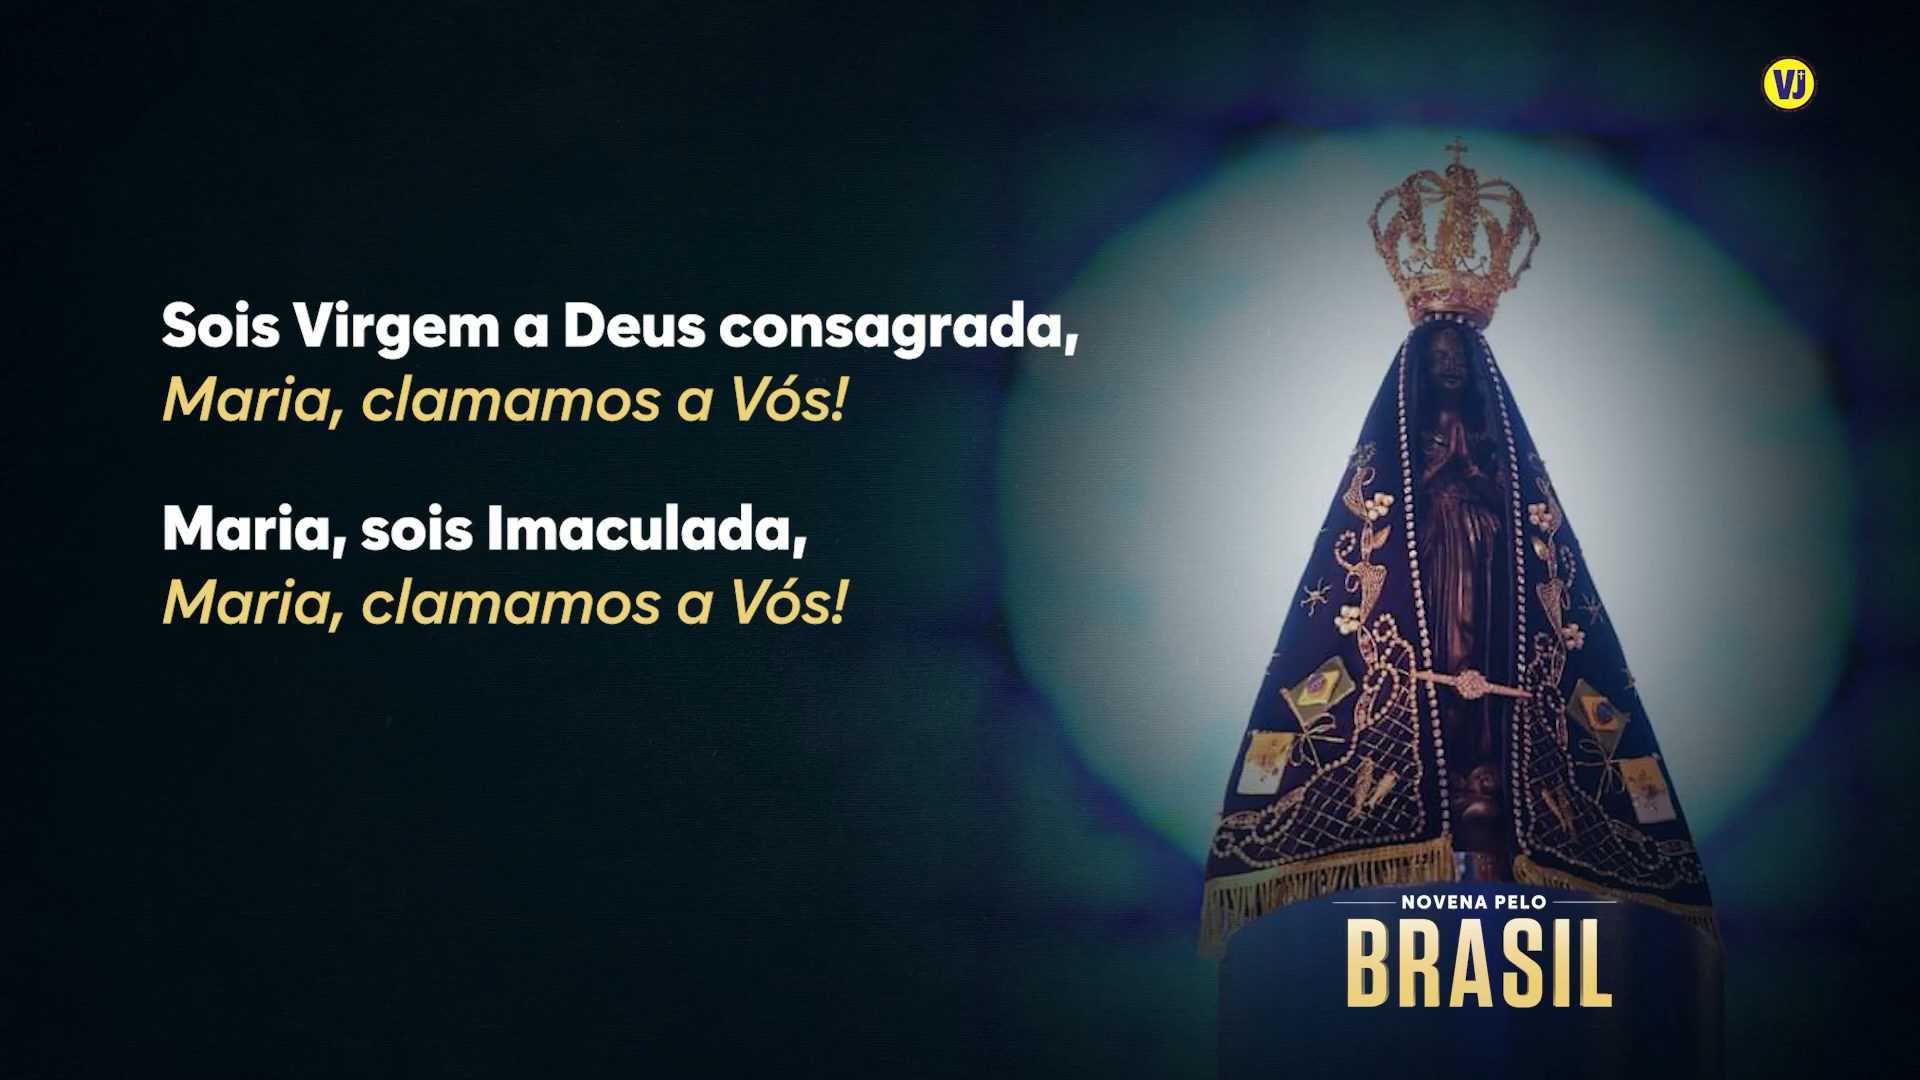 VJ
Sois Virgem a Deus consagrada,
Maria, clamamos a Vós!
Maria, sois Imaculada,
Maria, clamamos a Vós!
NOVENA PELO
BRASIL